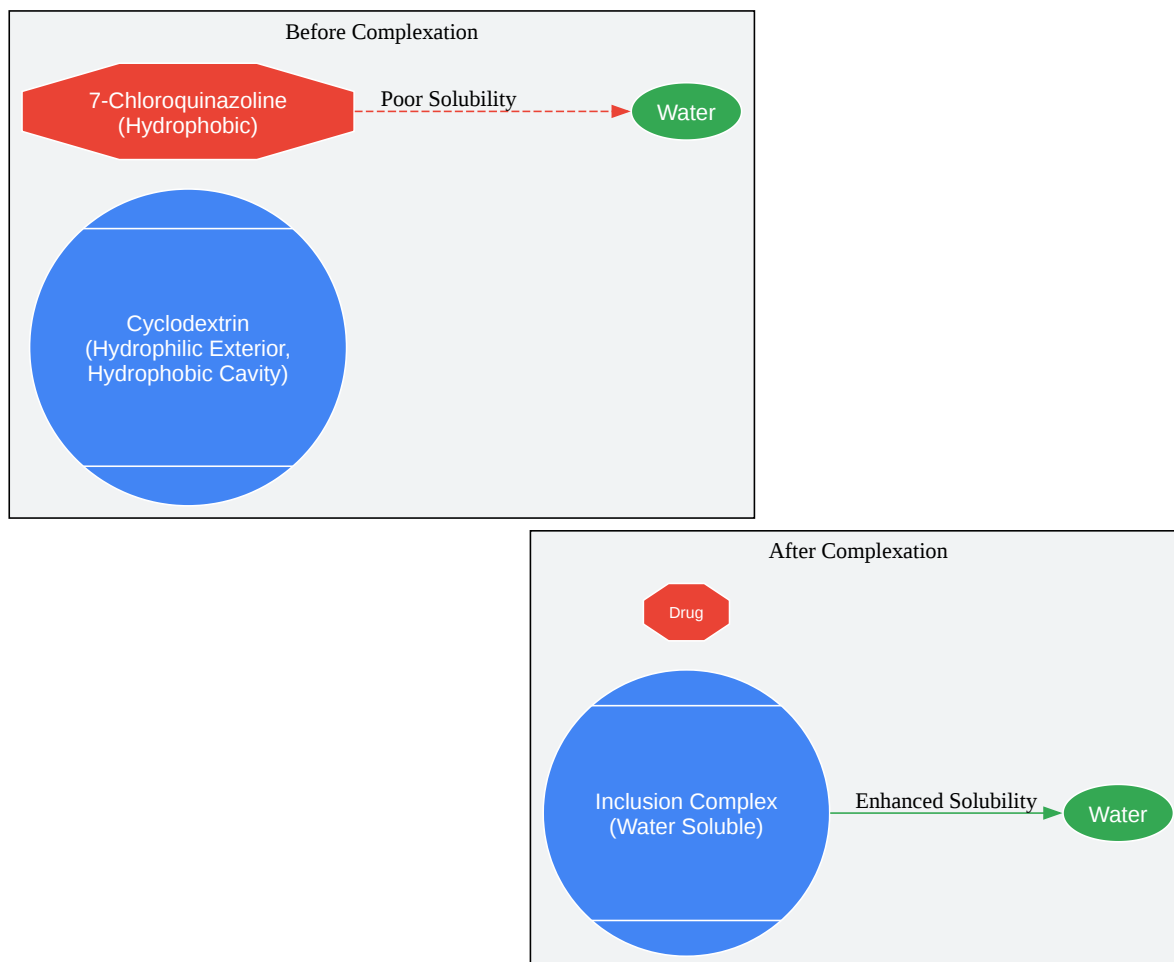 Before Complexation
7-Chloroquinazoline
(Hydrophobic)
Poor Solubility
Water
Cyclodextrin
(Hydrophilic Exterior,
Hydrophobic Cavity)
After Complexation
Drug
Inclusion Complex
(Water Soluble)
Enhanced Solubility
Water